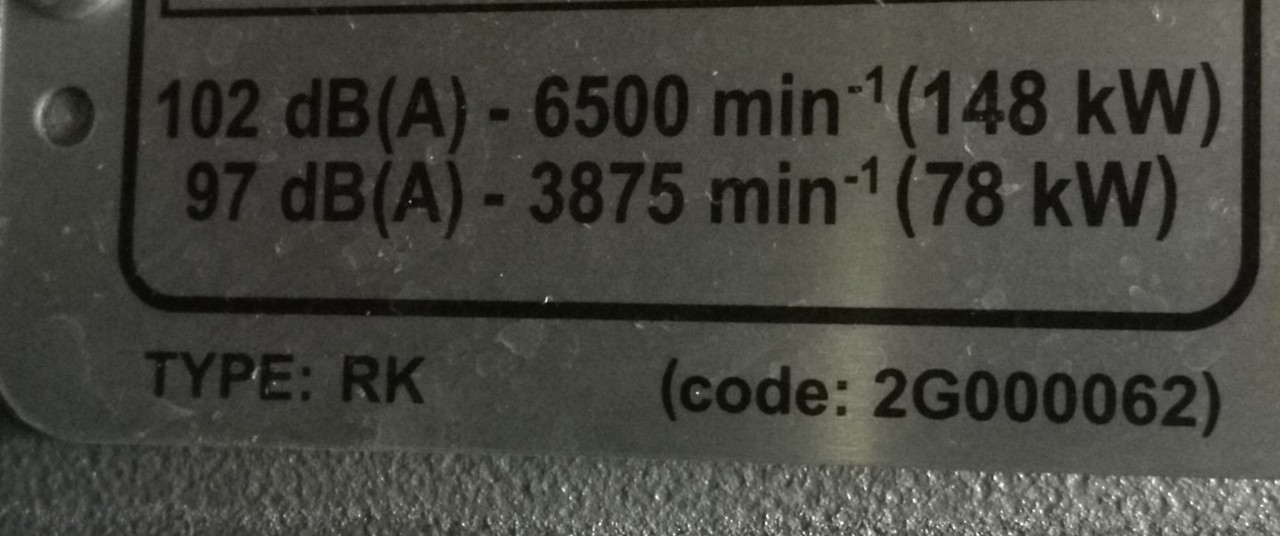 102 dB(A) - 6500 min⁻¹ (148 kW)
97 dB(A) - 3875 min⁻¹ (78 kW)
TYPE: RK (code: 2G000062)